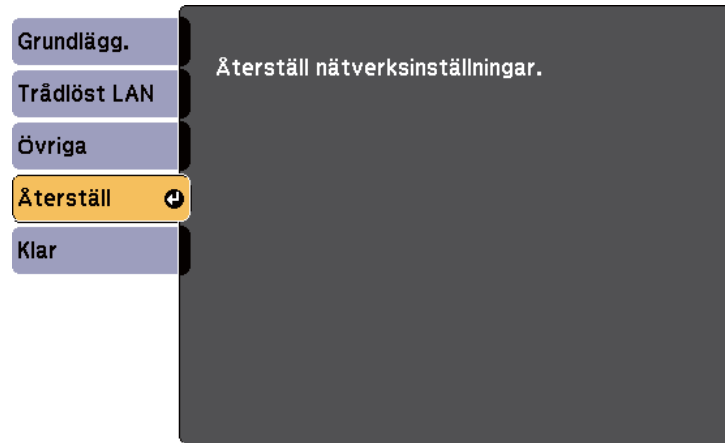 Grundlägg.
Trådlöst LAN
Övriga
Återställ
Klar
Återställ nätverksinställningar.